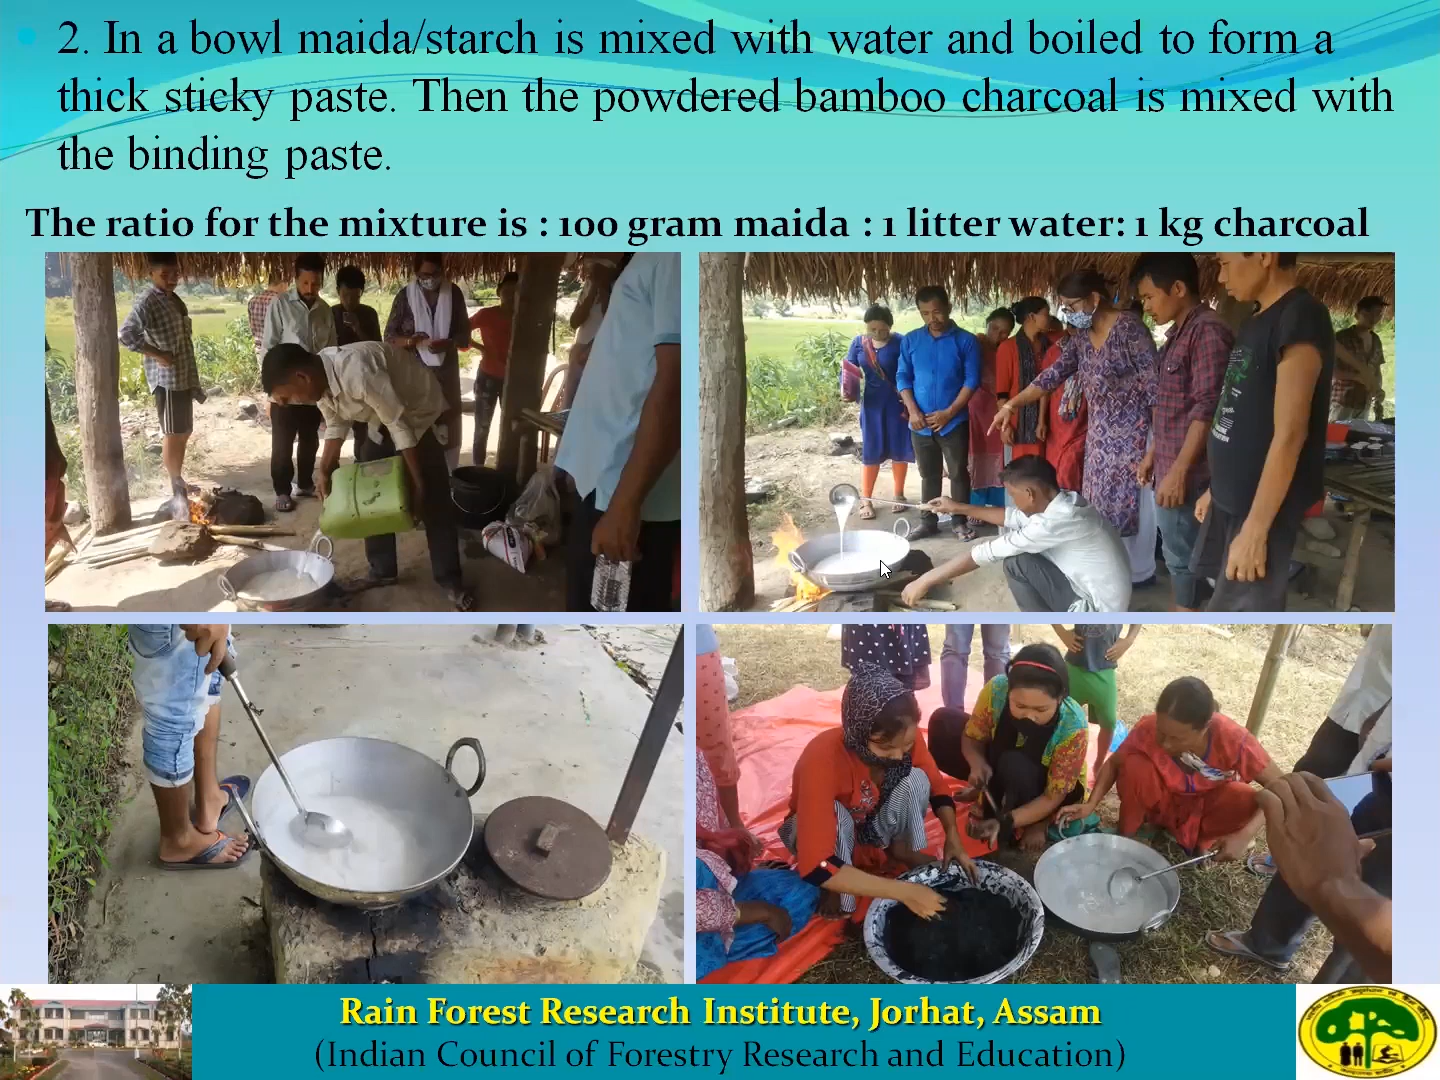 2. In a bowl maida/starch is mixed with water and boiled to form a
thick sticky paste. Then the powdered bamboo charcoal is mixed with
the binding paste.
The ratio for the mixture is : 100 gram maida : 1 litter water: 1 kg charcoal
Rain Forest Research Institute, Jorhat, Assam
(Indian Council of Forestry Research and Education)